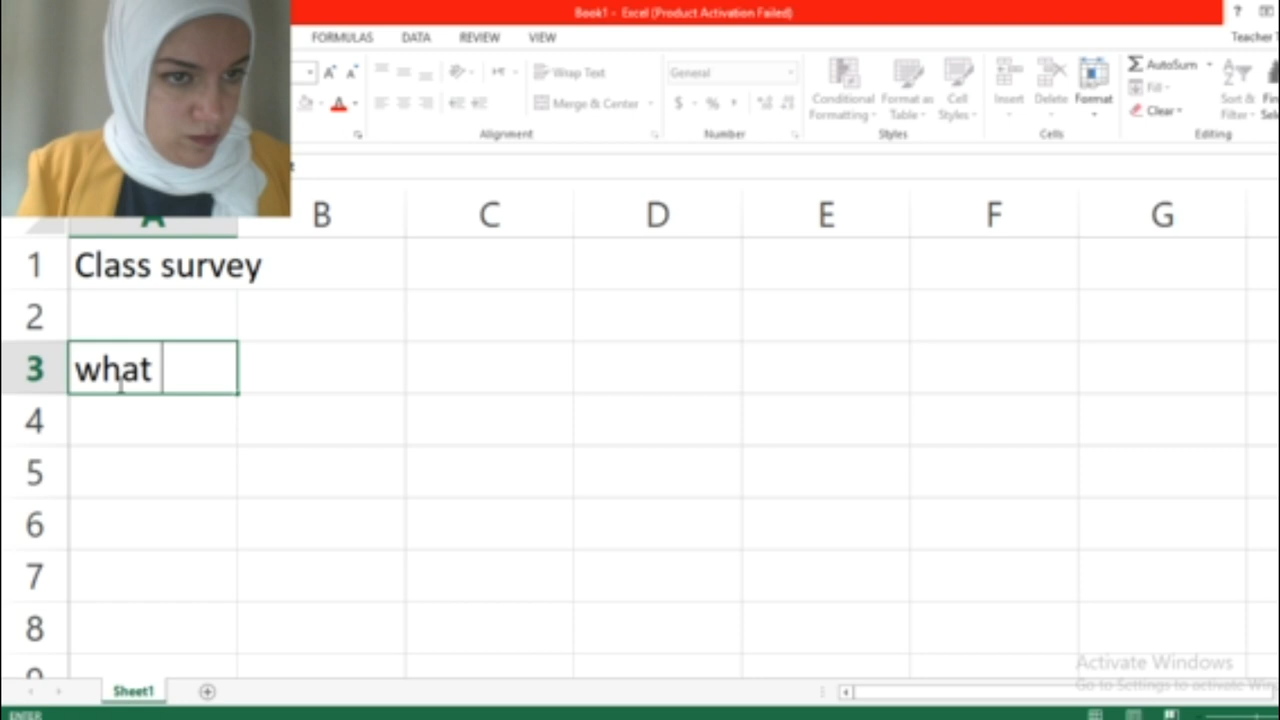 Book1 - Excel (Product Activation Failed)
FORMULAS DATA REVIEW VIEW
Teacher
Wrap Text
General
AutoSum
Merge & Center
$ %
Conditional Formatting
Format as Table
Cell Styles
Insert Delete Format
Fill
Clear
Sort & Filter
Alignment Number Styles Cells Editing
A B C D E F G
1 Class survey
2
3 what
4
5
6
7
8
9
Activate Windows
Go to Settings to activate Win
Sheet1
ENTER